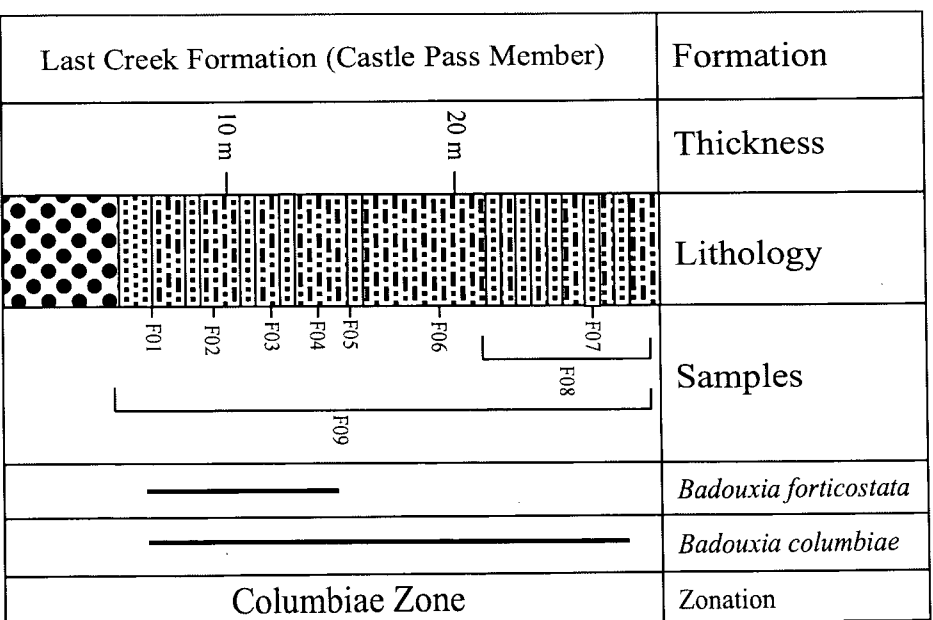 Last Creek Formation (Castle Pass Member)
Formation
10 m
20 m
Thickness
Lithology
F01
F02
F03
F04
F05
F06
F07
F08
F09
Samples
Badouxia forticostata
Badouxia columbiae
Columbiae Zone
Zonation